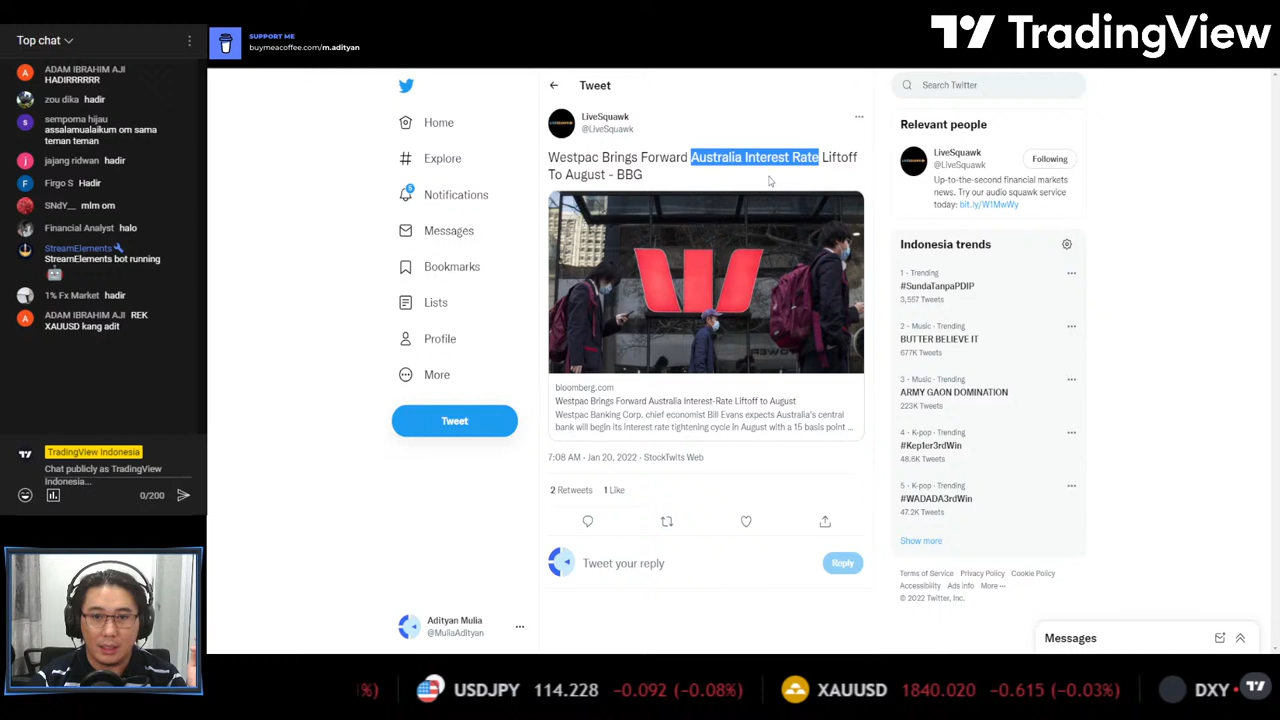 Top chat
ADAM IBRAHIM AJI
HADIRRRRRR
zou dika hadir
sempoma hijau
assalamualaikum om sama
teman teman
jajang ridwan hadir
Firgo S Hadir
SNdY__ mlm om
Financial Analyst halo
StreamElements
StreamElements bot running
1% Fx Market hadir
ADAM IBRAHIM AJI REK
XAUUSD kang adit
TradingView Indonesia
Chat publicly as TradingView
Indonesia...
0/200
SUPPORT ME
buymeacoffee.com/m.adityan
TradingView
Home
Explore
Notifications
Messages
Bookmarks
Lists
Profile
More
Tweet
Adityan Mulia
@MuliaAdityan
Tweet
LIVESQUAWK
LiveSquawk
@LiveSquawk
Westpac Brings Forward Australia Interest Rate Liftoff
To August - BBG
bloomberg.com
Westpac Brings Forward Australia Interest-Rate Liftoff to August
Westpac Banking Corp. chief economist Bill Evans expects Australia's central
bank will begin its interest rate tightening cycle in August with a 15 basis point ...
7:08 AM · Jan 20, 2022 · StockTwits Web
2 Retweets 1 Like
Tweet your reply
Reply
Search Twitter
Relevant people
LiveSquawk
@LiveSquawk
Following
Up-to-the-second financial markets
news. Try our audio squawk service
today: bit.ly/W1MwWy
Indonesia trends
1 · Trending
#SundaTanpaPDIP
3,557 Tweets
2 · Music · Trending
BUTTER BELIEVE IT
677K Tweets
3 · Music · Trending
ARMY GAON DOMINATION
223K Tweets
4 · K-pop · Trending
#Kep1er3rdWin
48.6K Tweets
5 · K-pop · Trending
#WADADA3rdWin
47.2K Tweets
Show more
Terms of Service Privacy Policy Cookie Policy
Accessibility Ads info More ···
© 2022 Twitter, Inc.
Messages
%) USDJPY 114.228 −0.092 (−0.08%) XAUUSD 1840.020 −0.615 (−0.03%) DXY